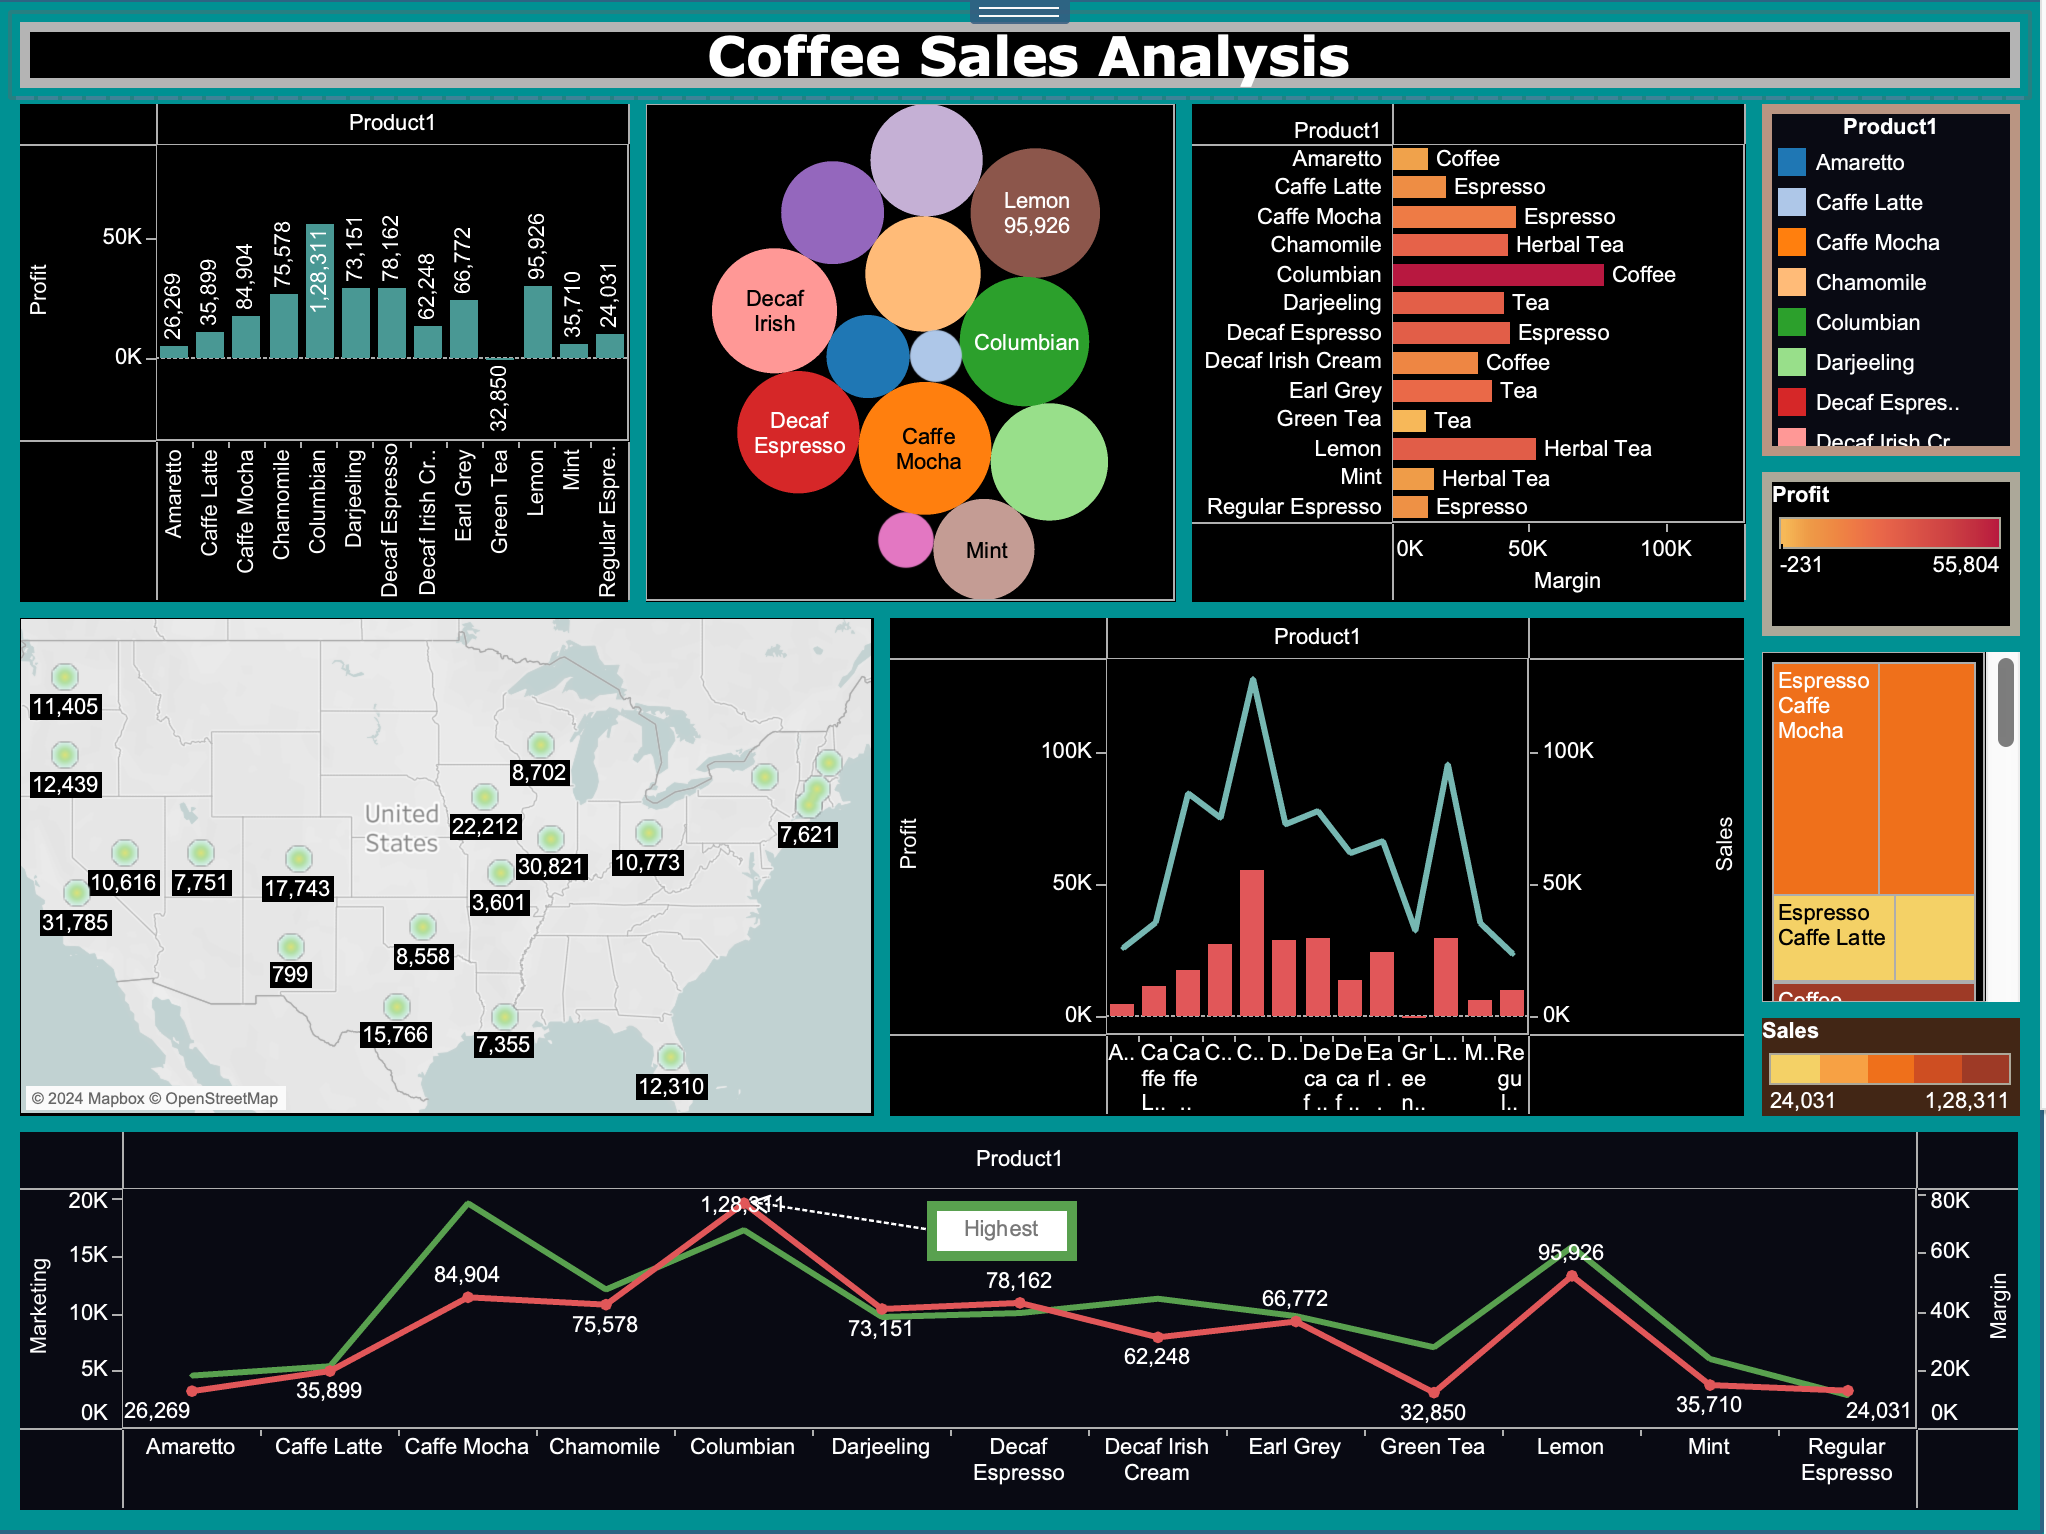 Coffee Sales Analysis
Product1
Profit
50K
0K
26,269
35,899
84,904
75,578
1,28,311
73,151
78,162
62,248
66,772
32,850
95,926
35,710
24,031
Amaretto
Caffe Latte
Caffe Mocha
Chamomile
Columbian
Darjeeling
Decaf Espresso
Decaf Irish Cr..
Earl Grey
Green Tea
Lemon
Mint
Regular Espre..
Lemon
95,926
Decaf
Irish
Columbian
Decaf
Espresso
Caffe
Mocha
Mint
Product1
Amaretto Coffee
Caffe Latte Espresso
Caffe Mocha Espresso
Chamomile Herbal Tea
Columbian Coffee
Darjeeling Tea
Decaf Espresso Espresso
Decaf Irish Cream Coffee
Earl Grey Tea
Green Tea Tea
Lemon Herbal Tea
Mint Herbal Tea
Regular Espresso Espresso
0K 50K 100K
Margin
Product1
Amaretto
Caffe Latte
Caffe Mocha
Chamomile
Columbian
Darjeeling
Decaf Espres..
Decaf Irish Cr
Profit
-231 55,804
11,405
12,439
8,702
22,212
7,621
United
States
30,821
10,773
10,616
7,751
17,743
3,601
31,785
8,558
799
15,766
7,355
12,310
© 2024 Mapbox © OpenStreetMap
Product1
Profit
100K
50K
0K
Sales
100K
50K
0K
A.. Ca Ca C.. C.. D.. De De Ea Gr L.. M.. Re
ffe ffe ca ca rl . ee gu
L.. .. f .. f .. . n.. l..
Espresso
Caffe
Mocha
Espresso
Caffe Latte
Coffee
Sales
24,031 1,28,311
Product1
Marketing
20K
15K
10K
5K
0K
26,269
35,899
84,904
75,578
1,28,311
Highest
73,151
78,162
62,248
66,772
32,850
95,926
35,710
24,031
80K
60K
40K
20K
0K
Margin
Amaretto
Caffe Latte
Caffe Mocha
Chamomile
Columbian
Darjeeling
Decaf
Espresso
Decaf Irish
Cream
Earl Grey
Green Tea
Lemon
Mint
Regular
Espresso